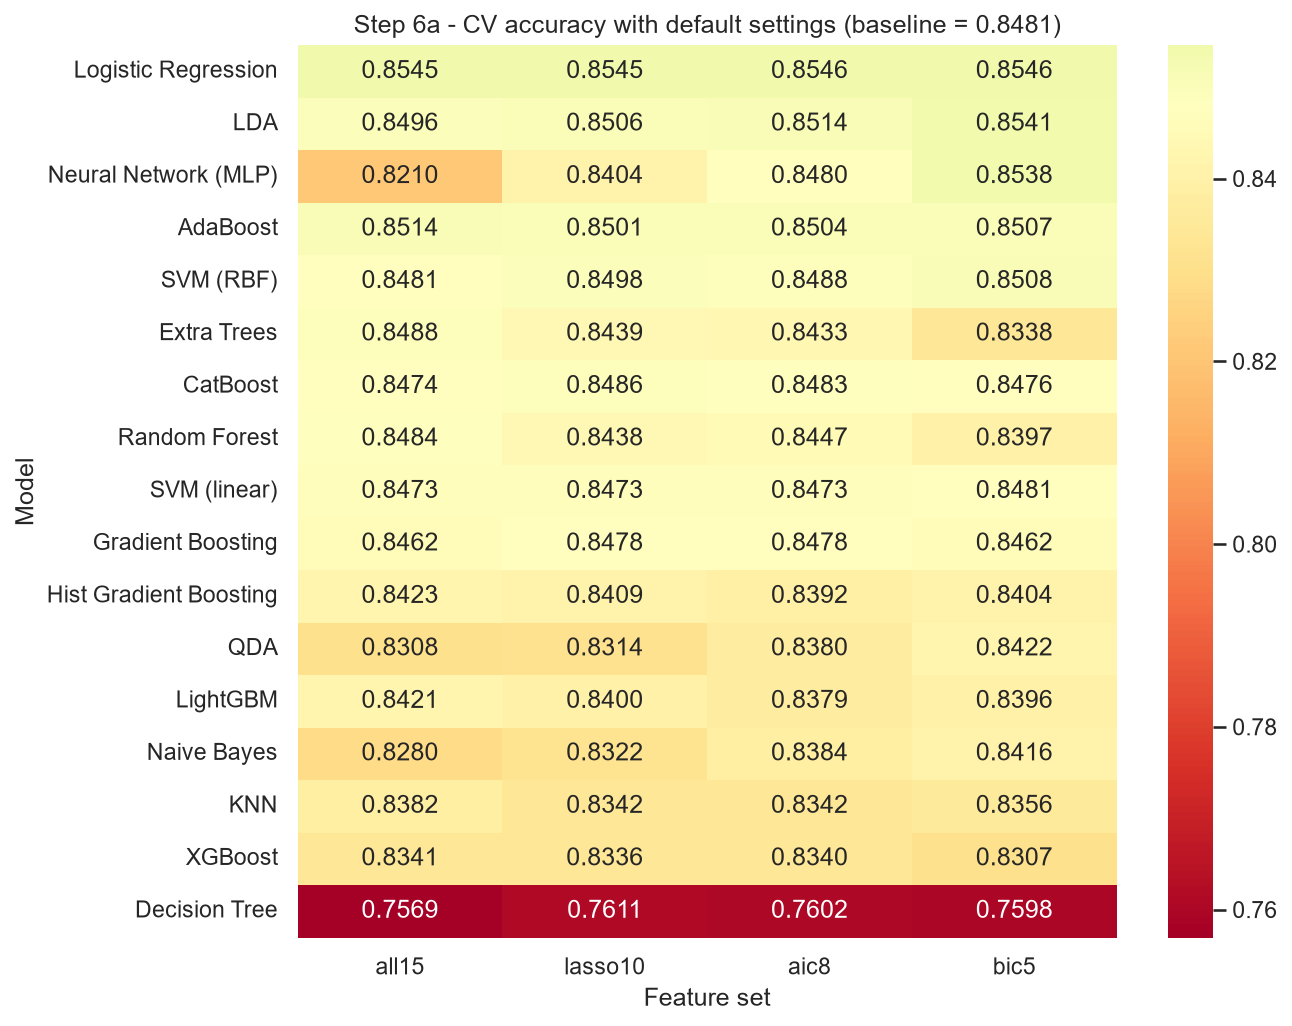 Step 6a - CV accuracy with default settings (baseline = 0.8481)
Logistic Regression 0.8545 0.8545 0.8546 0.8546
LDA 0.8496 0.8506 0.8514 0.8541
Neural Network (MLP) 0.8210 0.8404 0.8480 0.8538
AdaBoost 0.8514 0.8501 0.8504 0.8507
SVM (RBF) 0.8481 0.8498 0.8488 0.8508
Extra Trees 0.8488 0.8439 0.8433 0.8338
CatBoost 0.8474 0.8486 0.8483 0.8476
Random Forest 0.8484 0.8438 0.8447 0.8397
SVM (linear) 0.8473 0.8473 0.8473 0.8481
Gradient Boosting 0.8462 0.8478 0.8478 0.8462
Hist Gradient Boosting 0.8423 0.8409 0.8392 0.8404
QDA 0.8308 0.8314 0.8380 0.8422
LightGBM 0.8421 0.8400 0.8379 0.8396
Naive Bayes 0.8280 0.8322 0.8384 0.8416
KNN 0.8382 0.8342 0.8342 0.8356
XGBoost 0.8341 0.8336 0.8340 0.8307
Decision Tree 0.7569 0.7611 0.7602 0.7598
all15 lasso10 aic8 bic5
Feature set
Model
0.84
0.82
0.80
0.78
0.76